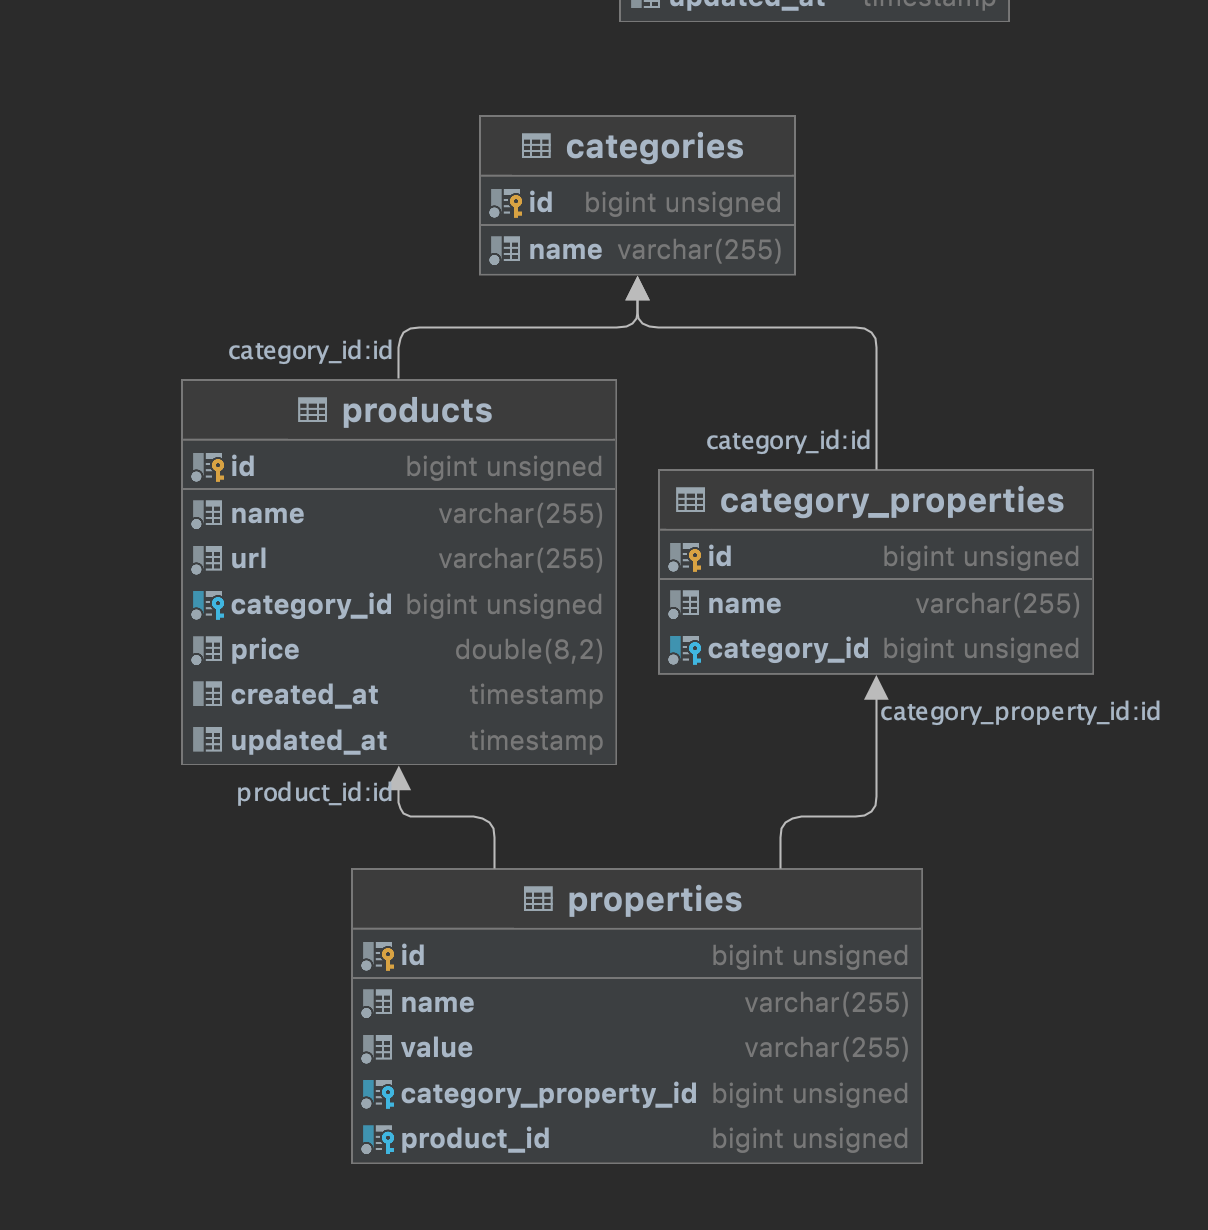 updated_at timestamp
categories
id bigint unsigned
name varchar(255)
category_id:id
products
id bigint unsigned
name varchar(255)
url varchar(255)
category_id bigint unsigned
price double(8,2)
created_at timestamp
updated_at timestamp
category_id:id
category_properties
id bigint unsigned
name varchar(255)
category_id bigint unsigned
product_id:id
category_property_id:id
properties
id bigint unsigned
name varchar(255)
value varchar(255)
category_property_id bigint unsigned
product_id bigint unsigned